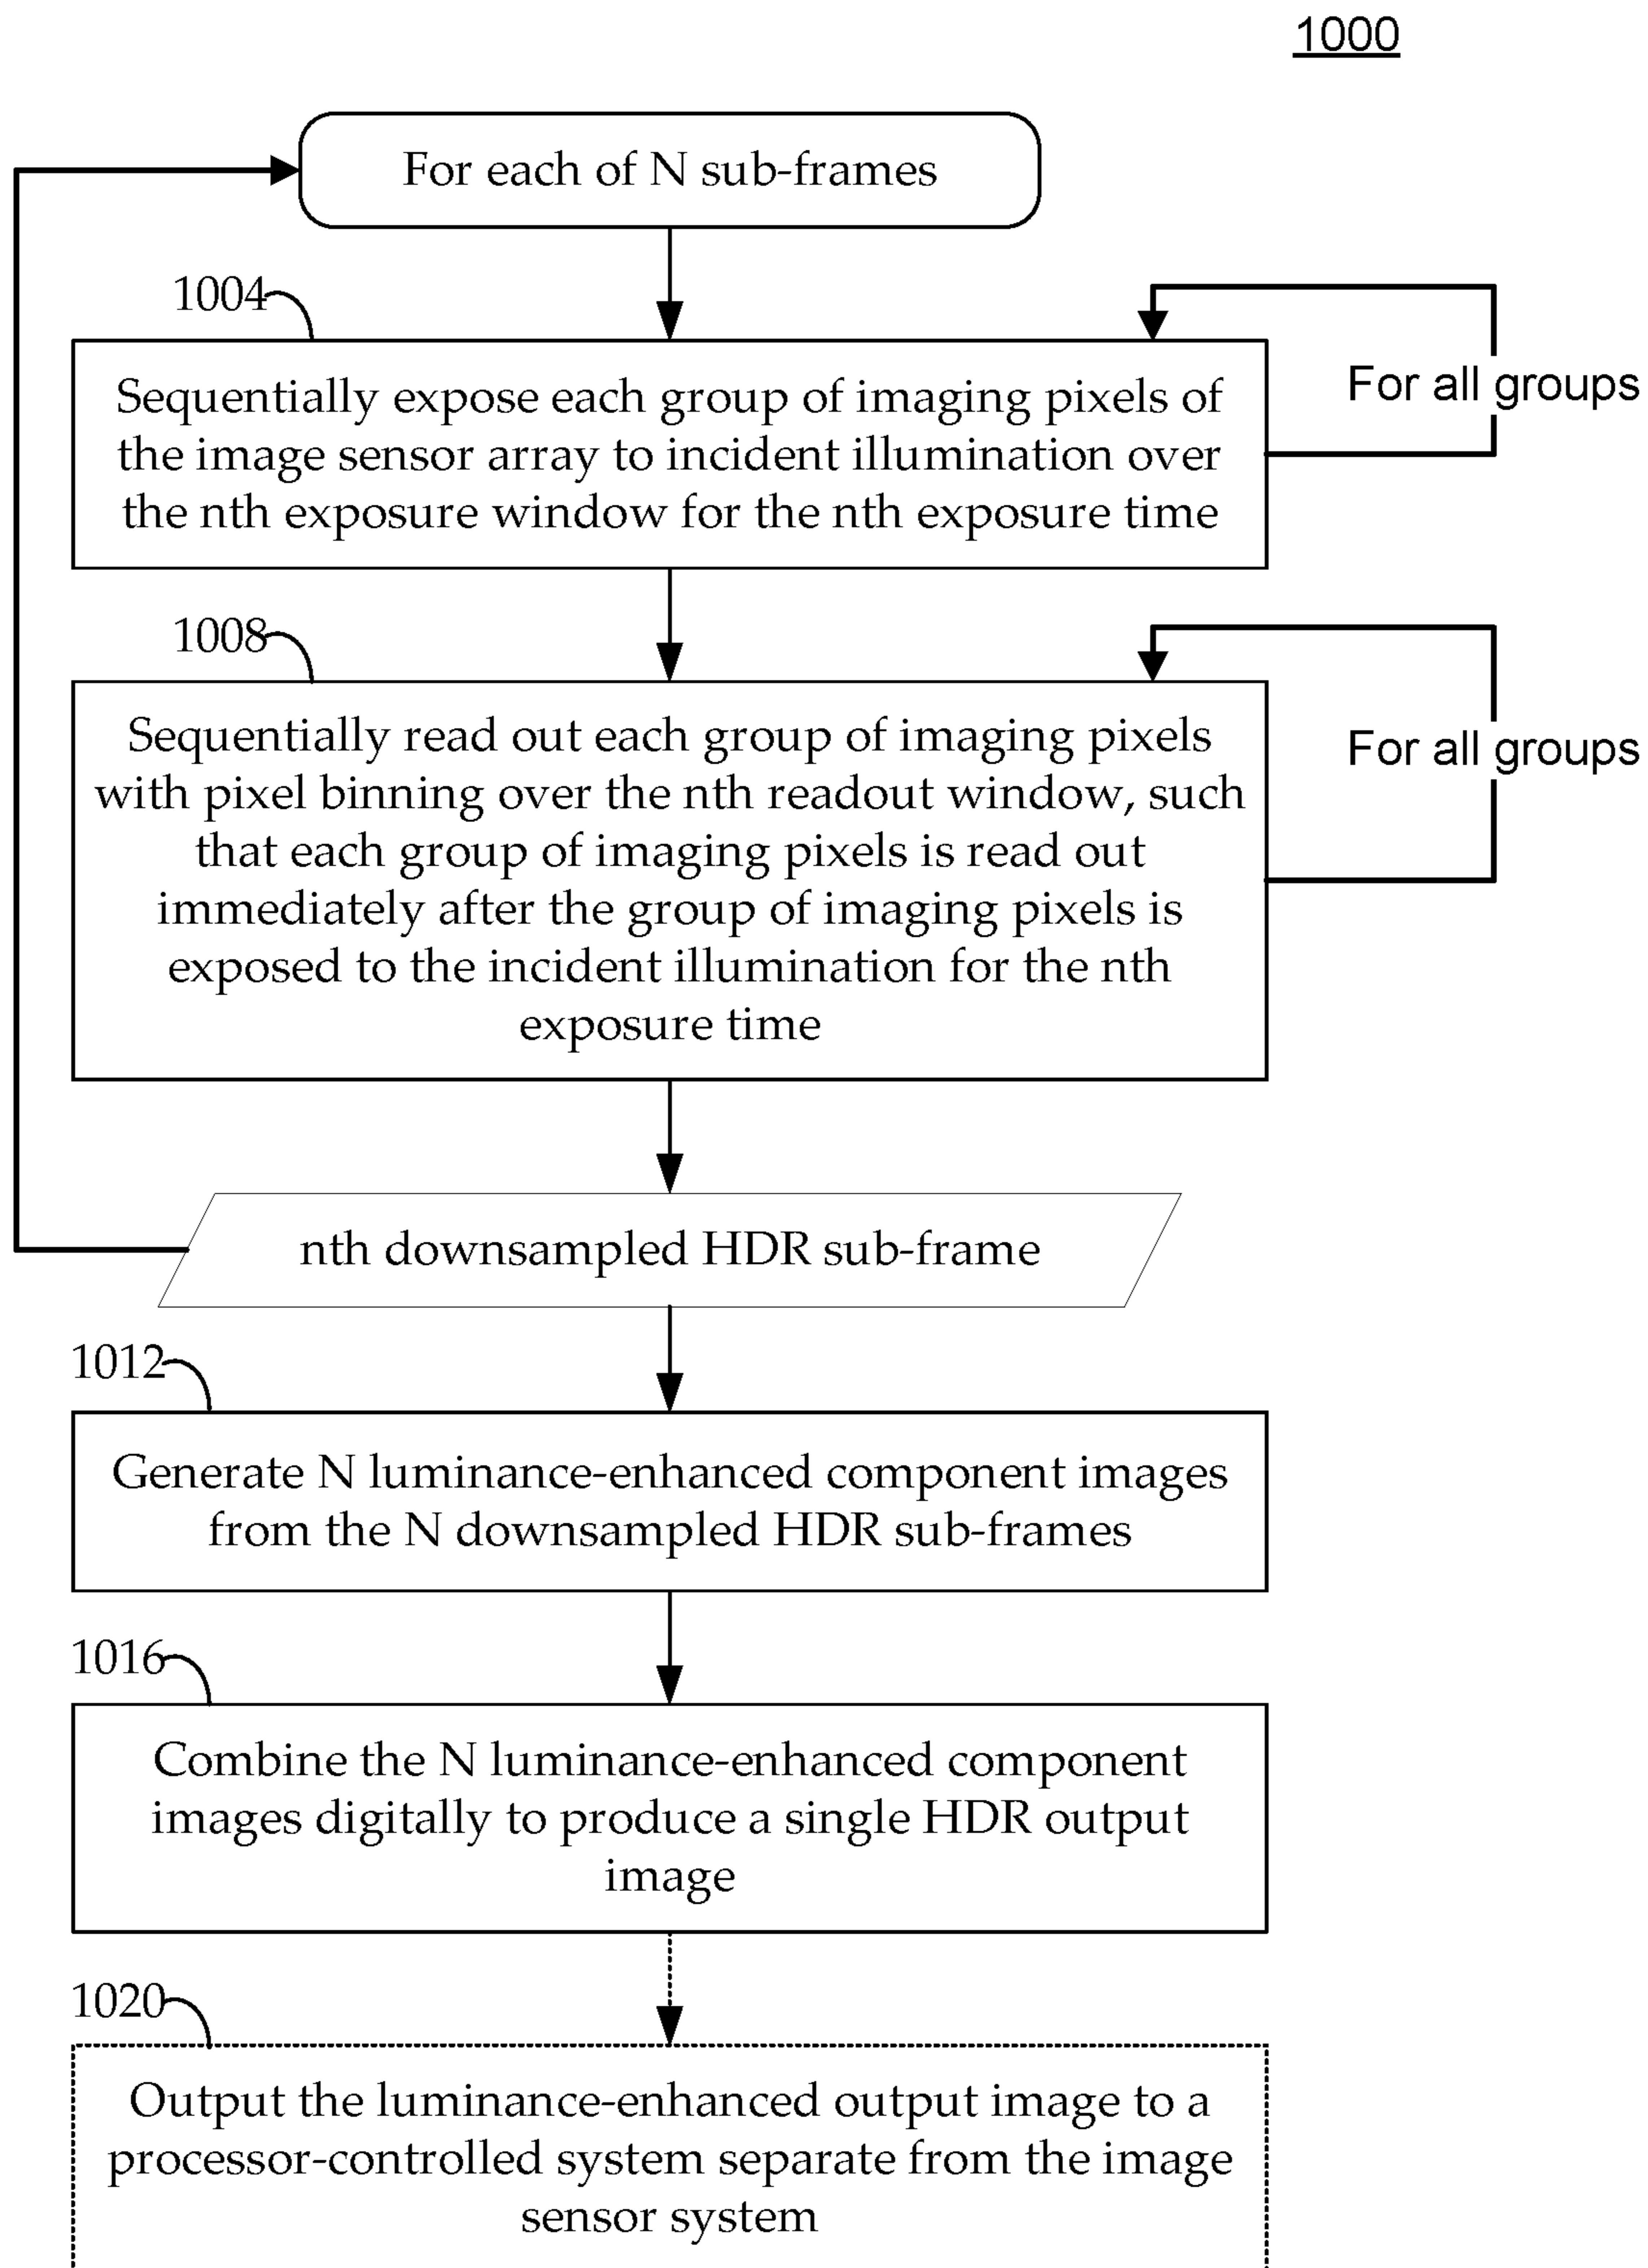 1000
For each of N sub-frames
1004
Sequentially expose each group of imaging pixels of
the image sensor array to incident illumination over
the nth exposure window for the nth exposure time
For all groups
1008
Sequentially read out each group of imaging pixels
with pixel binning over the nth readout window, such
that each group of imaging pixels is read out
immediately after the group of imaging pixels is
exposed to the incident illumination for the nth
exposure time
For all groups
nth downsampled HDR sub-frame
1012
Generate N luminance-enhanced component images
from the N downsampled HDR sub-frames
1016
Combine the N luminance-enhanced component
images digitally to produce a single HDR output
image
1020
Output the luminance-enhanced output image to a
processor-controlled system separate from the image
sensor system